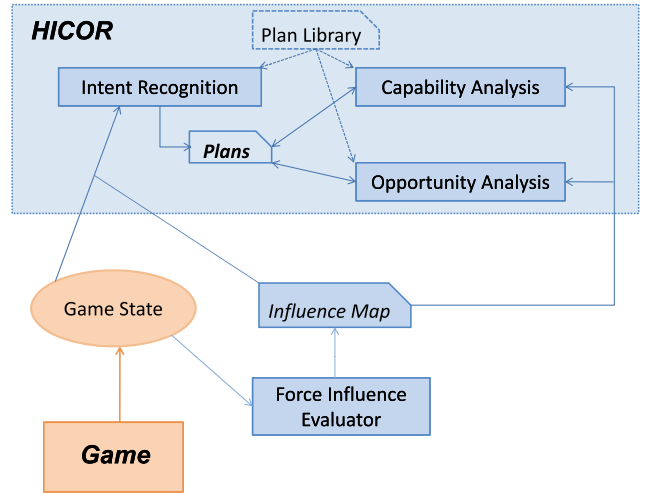 HICOR
Plan Library
Intent Recognition
Capability Analysis
Plans
Opportunity Analysis
Game State
Influence Map
Force Influence
Evaluator
Game